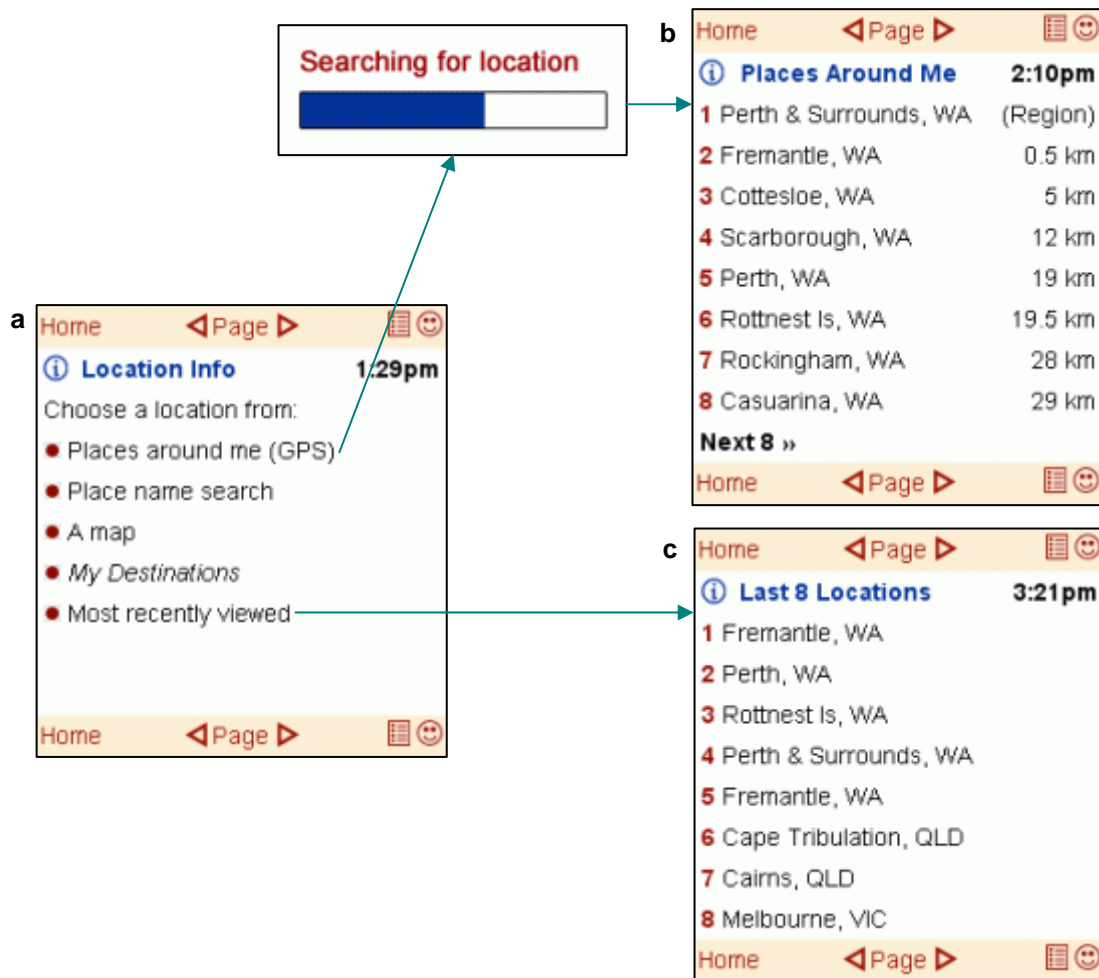 Searching for location
a
Home Page
Location Info 1:29pm
Choose a location from:
Places around me (GPS)
Place name search
A map
My Destinations
Most recently viewed
Home Page
b
Home Page
Places Around Me 2:10pm
1 Perth & Surrounds, WA (Region)
2 Fremantle, WA 0.5 km
3 Cottesloe, WA 5 km
4 Scarborough, WA 12 km
5 Perth, WA 19 km
6 Rottnest Is, WA 19.5 km
7 Rockingham, WA 28 km
8 Casuarina, WA 29 km
Next 8 »
Home Page
c
Home Page
Last 8 Locations 3:21pm
1 Fremantle, WA
2 Perth, WA
3 Rottnest Is, WA
4 Perth & Surrounds, WA
5 Fremantle, WA
6 Cape Tribulation, QLD
7 Cairns, QLD
8 Melbourne, VIC
Home Page